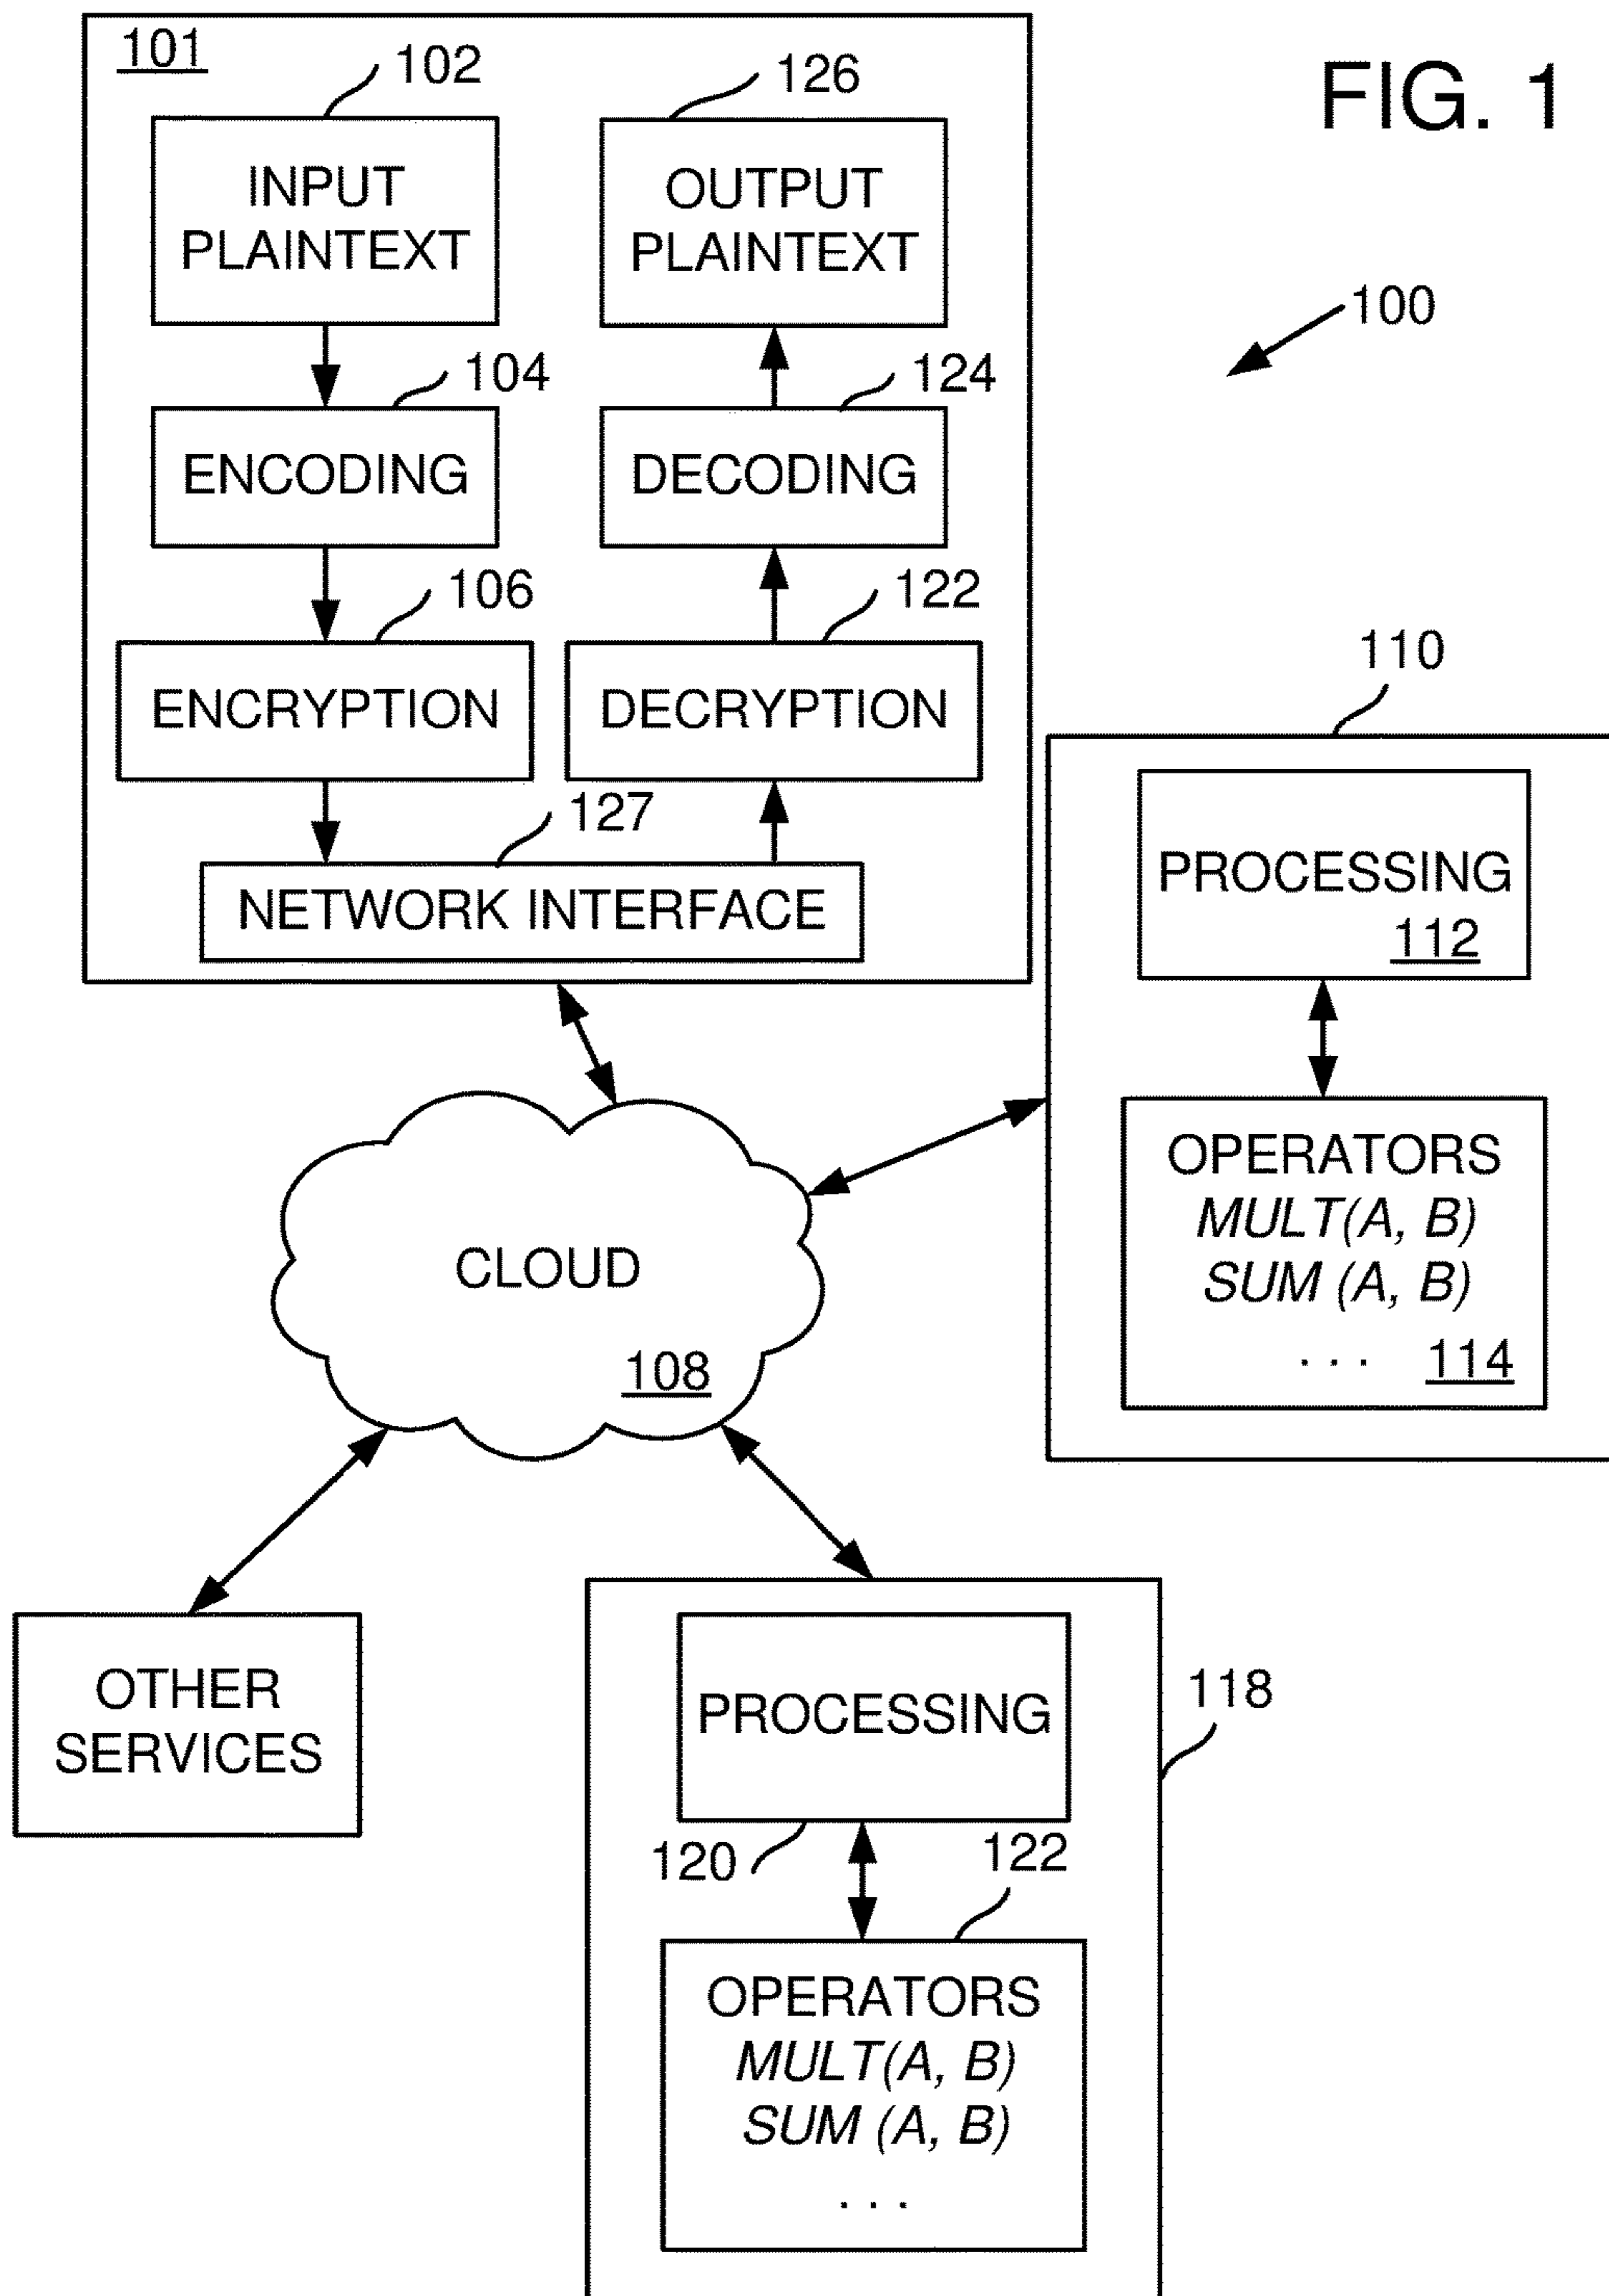 FIG. 1
100
101
102
INPUT
PLAINTEXT
104
ENCODING
106
ENCRYPTION
126
OUTPUT
PLAINTEXT
124
DECODING
122
DECRYPTION
127
NETWORK INTERFACE
110
PROCESSING
112
OPERATORS
MULT(A, B)
SUM (A, B)
. . .
114
CLOUD
108
OTHER
SERVICES
118
PROCESSING
120
122
OPERATORS
MULT(A, B)
SUM (A, B)
. . .